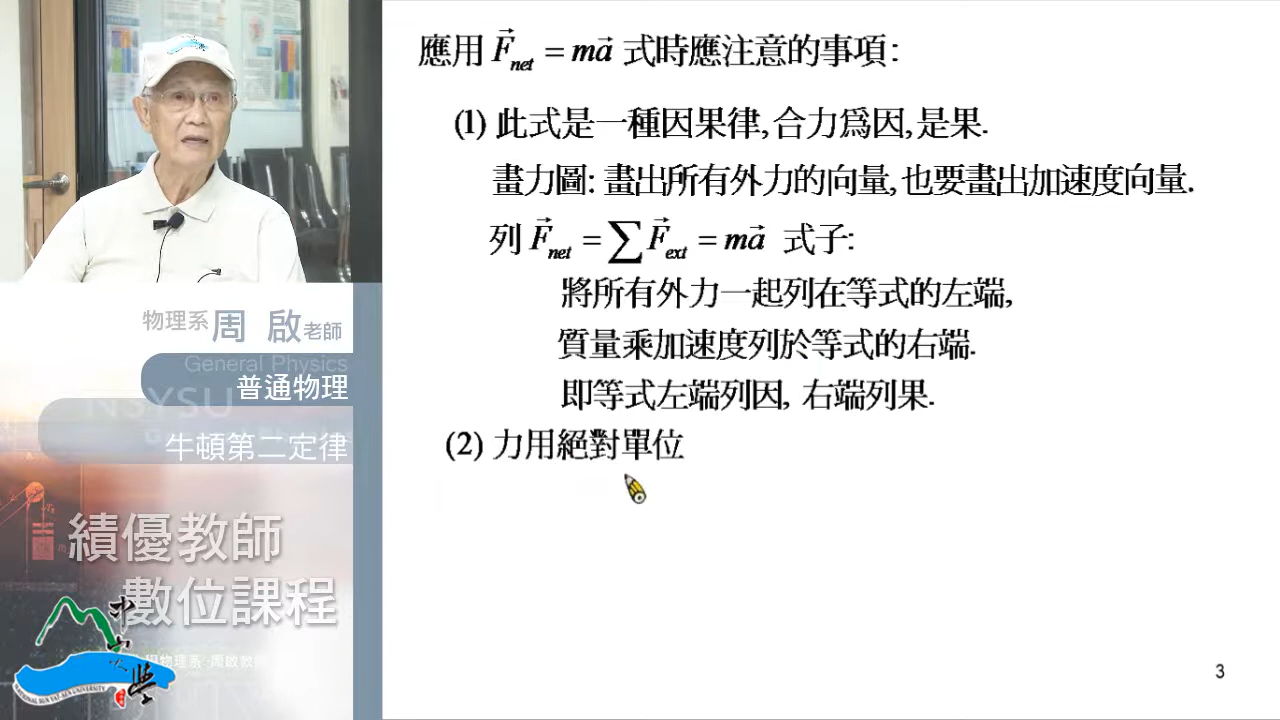 應用 F⃗net = ma⃗ 式時應注意的事項:
(1) 此式是一種因果律,合力爲因,是果.
畫力圖: 畫出所有外力的向量,也要畫出加速度向量.
列 F⃗net = ∑F⃗ext = ma⃗ 式子:
將所有外力一起列在等式的左端,
質量乘加速度列於等式的右端.
即等式左端列因, 右端列果.
(2) 力用絕對單位
3
物理系 周 啟 老師
General Physics
普通物理
NSYSU
牛頓第二定律
績優教師
數位課程
NATIONAL SUN YAT-SEN UNIVERSITY